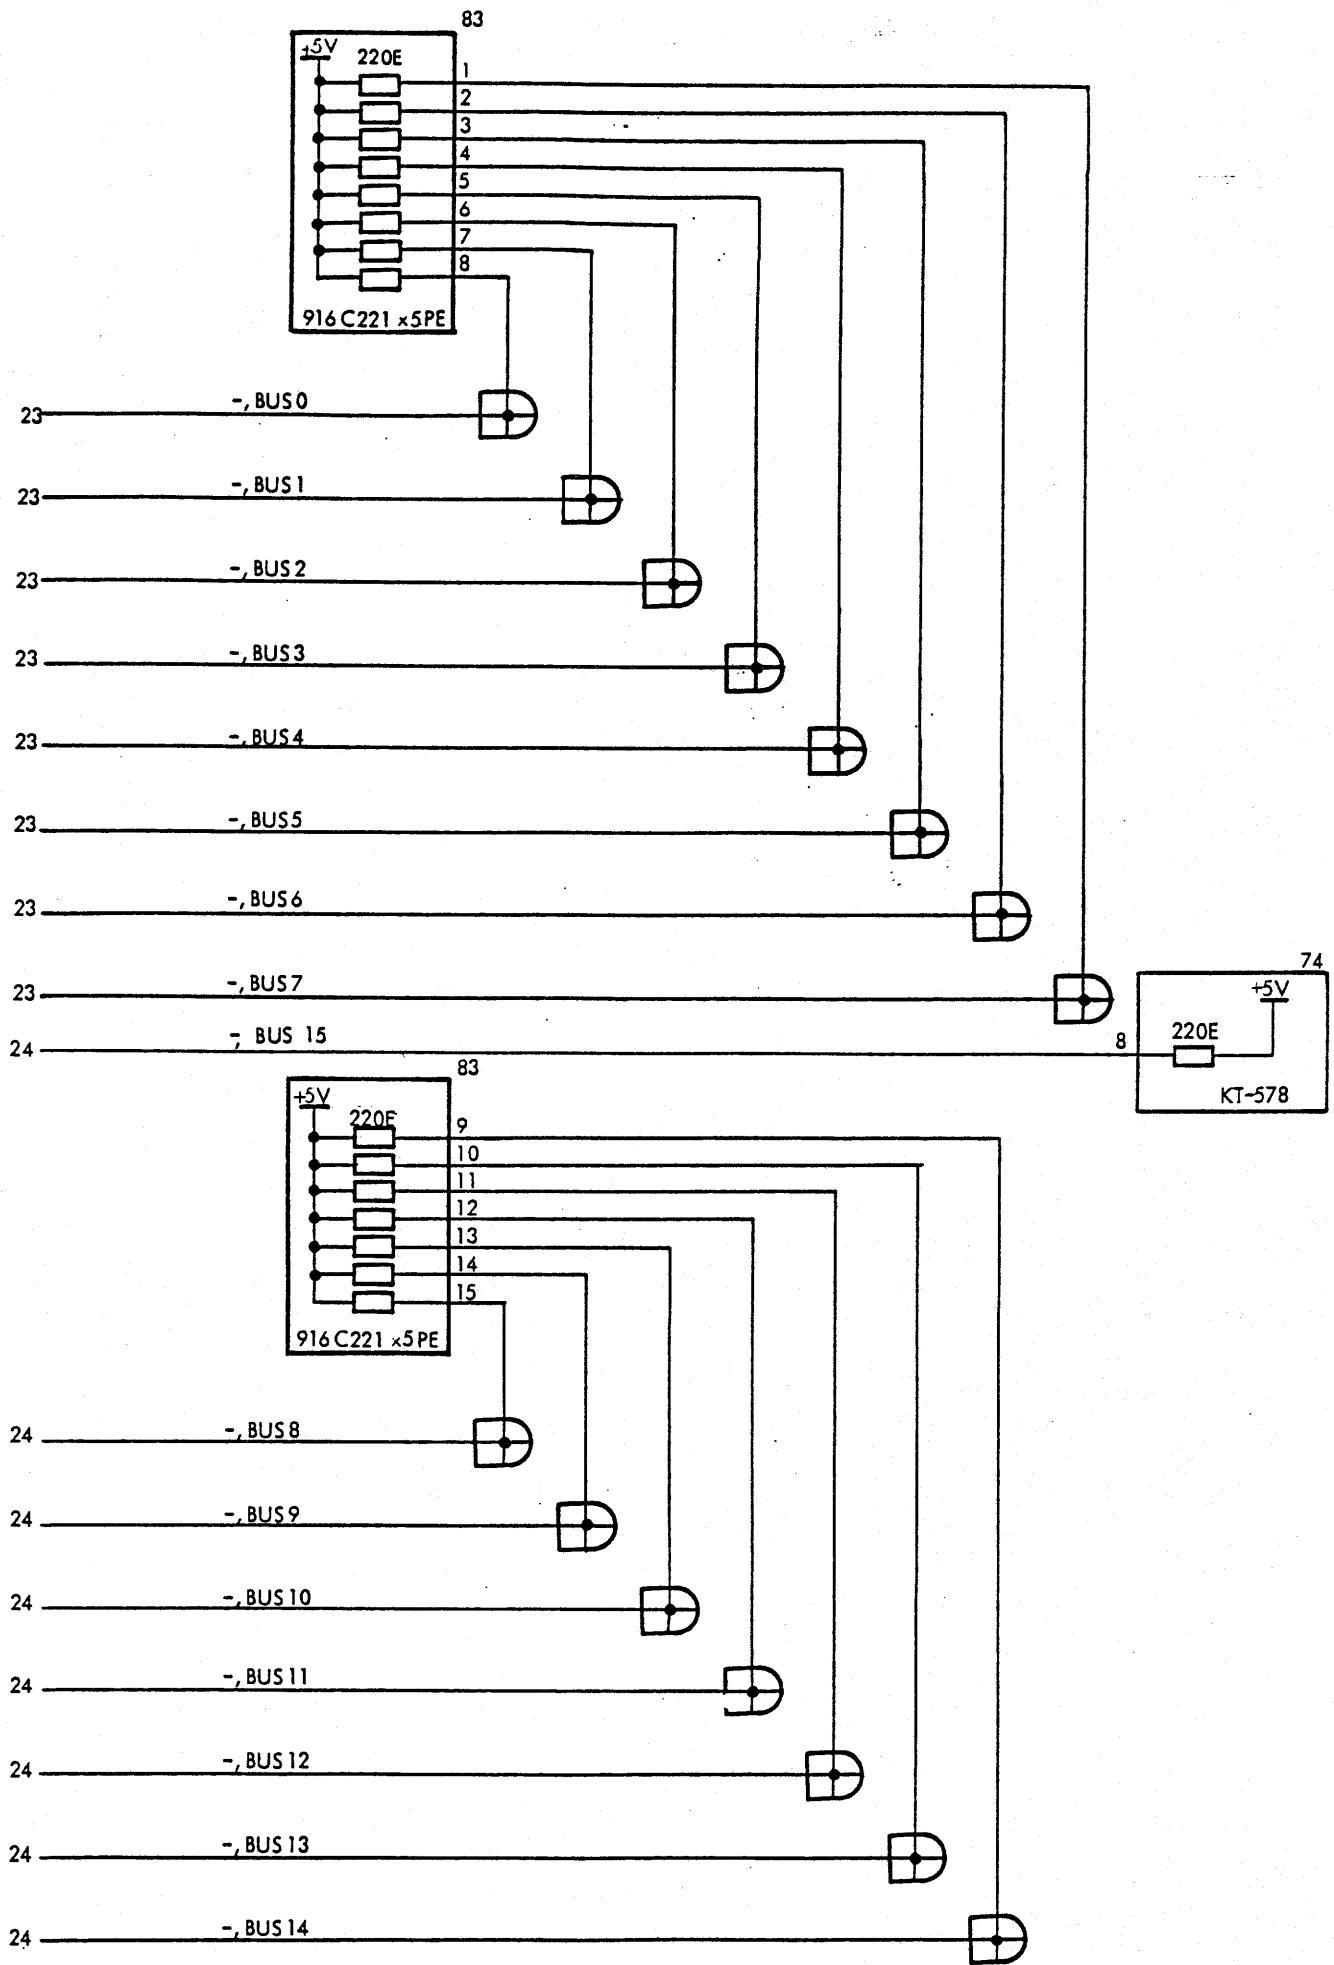 83
+5V
220E
1
2
3
4
5
6
7
8
916 C221 x5PE
23 -, BUS 0
23 -, BUS 1
23 -, BUS 2
23 -, BUS 3
23 -, BUS 4
23 -, BUS 5
23 -, BUS 6
23 -, BUS 7
74
+5V
220E
KT-578
24 -, BUS 15 8
83
+5V
220E
9
10
11
12
13
14
15
916 C221 x5PE
24 -, BUS 8
24 -, BUS 9
24 -, BUS 10
24 -, BUS 11
24 -, BUS 12
24 -, BUS 13
24 -, BUS 14